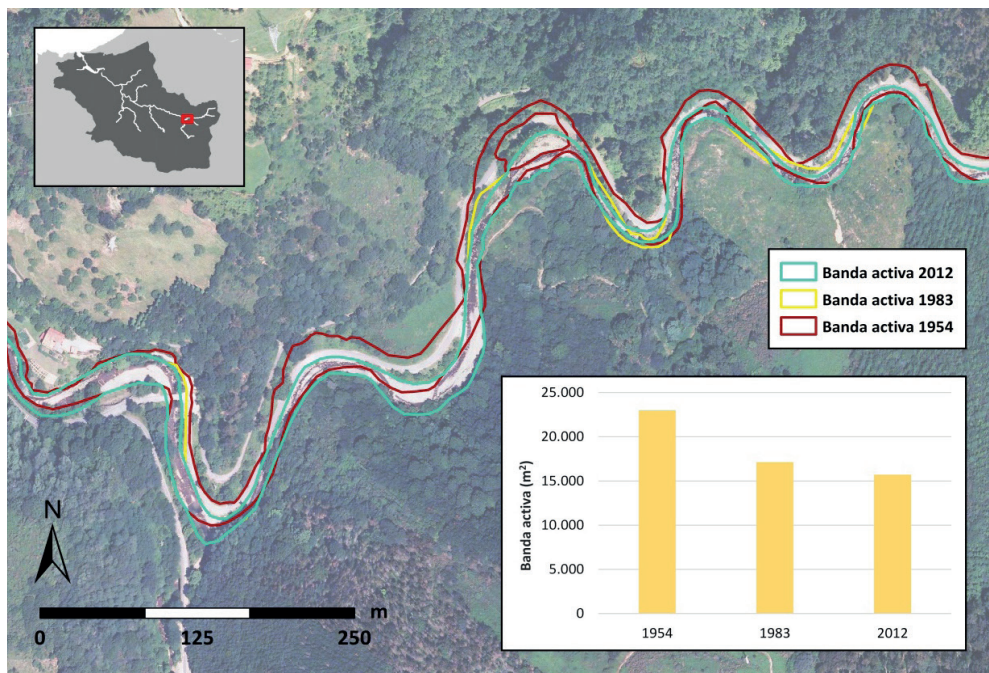 Banda activa 2012
Banda activa 1983
Banda activa 1954
N
m
0
125
250
Banda activa (m²)
25.000
20.000
15.000
10.000
5.000
0
1954
1983
2012